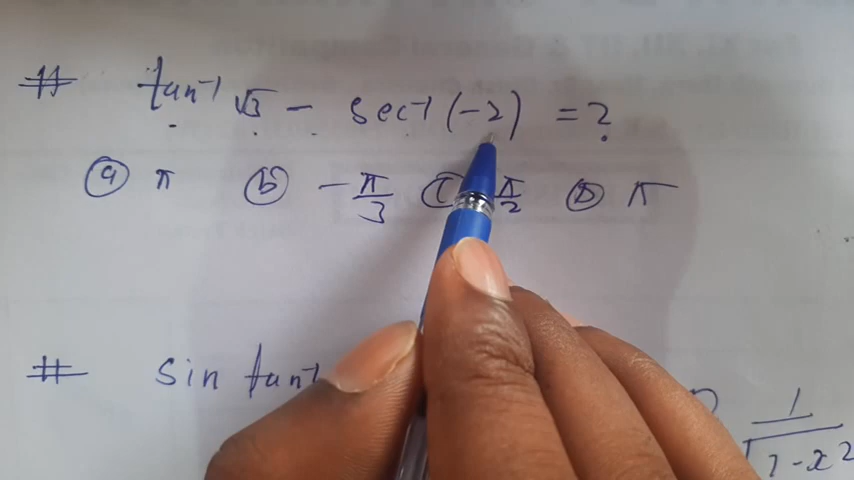 # tan-1 √3 - sec-1 (-2) = ?
(a) π (b) - π/3 (c) π/2 (D) π
# sin tan-1 1/√1-x2